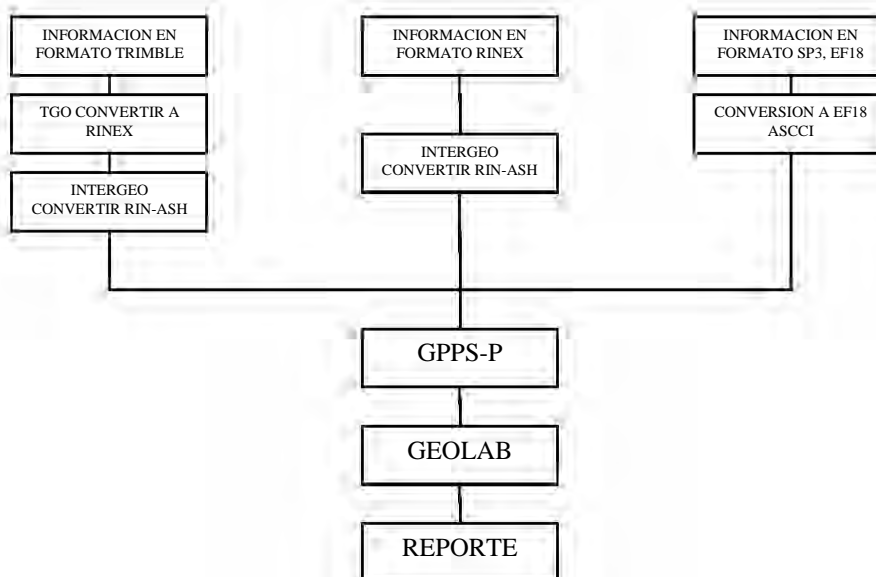 INFORMACION EN
FORMATO TRIMBLE
INFORMACION EN
FORMATO RINEX
INFORMACION EN
FORMATO SP3, EF18
TGO CONVERTIR A
RINEX
CONVERSION A EF18
ASCCI
INTERGEO
CONVERTIR RIN-ASH
INTERGEO
CONVERTIR RIN-ASH
GPPS-P
GEOLAB
REPORTE